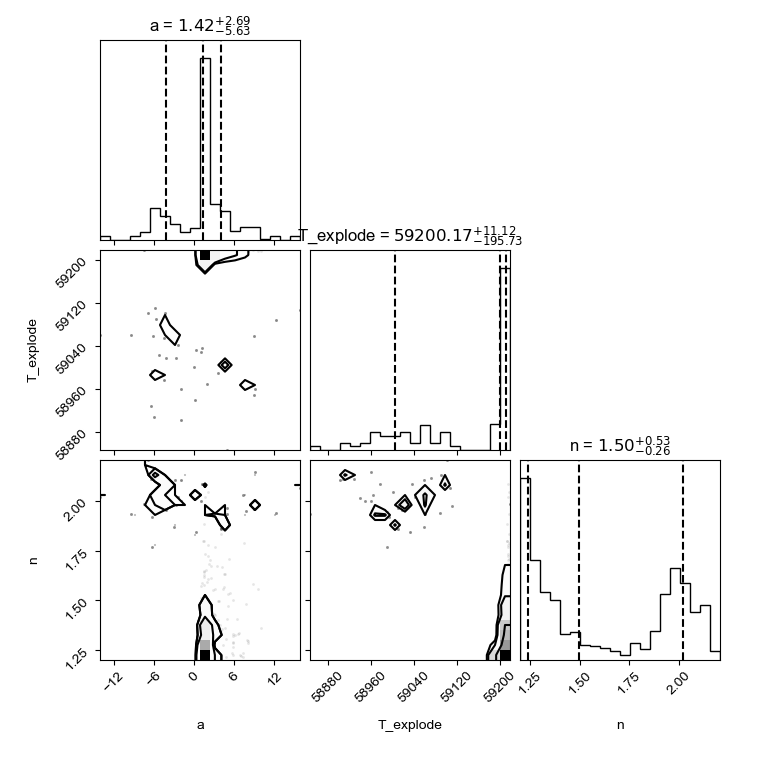 a = 1.42+2.69−5.63
T_explode = 59200.17+11.12−195.73
59200
59120
59040
58960
58880
T_explode
n = 1.50+0.53−0.26
2.00
1.75
1.50
1.25
n
−12 −6 0 6 12
58880 58960 59040 59120 59200
1.25 1.50 1.75 2.00
a
T_explode
n